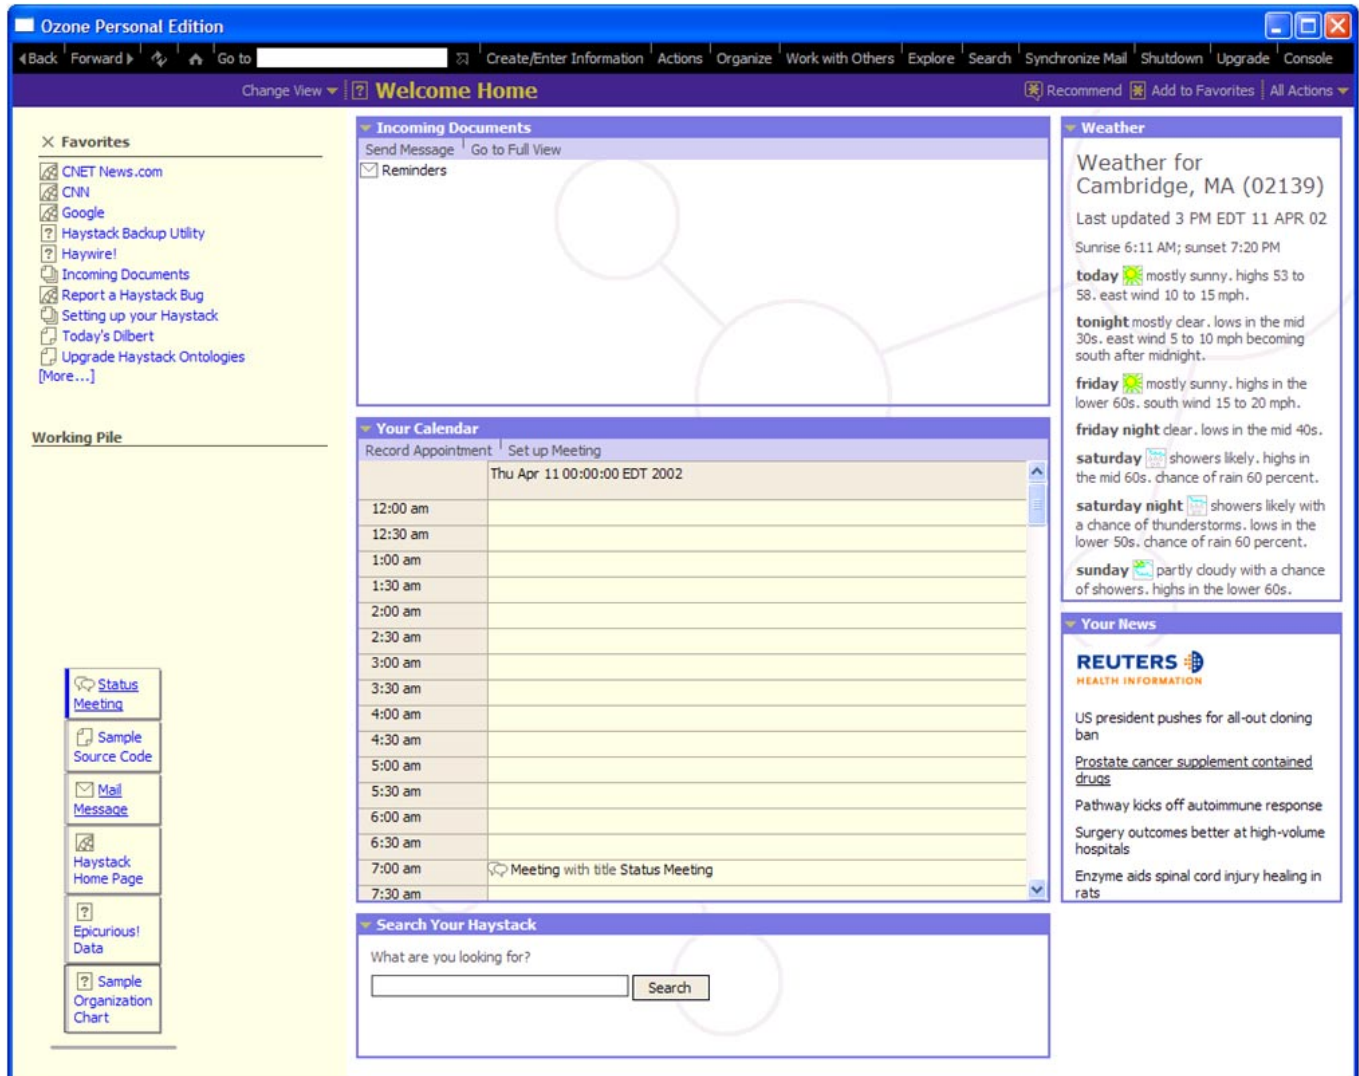 Ozone Personal Edition
Back Forward Go to Create/Enter Information Actions Organize Work with Others Explore Search Synchronize Mail Shutdown Upgrade Console
Change View ? Welcome Home Recommend Add to Favorites All Actions
Favorites
CNET News.com
CNN
Google
? Haystack Backup Utility
? Haywire!
Incoming Documents
Report a Haystack Bug
Setting up your Haystack
Today's Dilbert
Upgrade Haystack Ontologies
[More...]
Working Pile
Status
Meeting
Sample
Source Code
Mail
Message
Haystack
Home Page
?
Epicurious!
Data
? Sample
Organization
Chart
Incoming Documents
Send Message Go to Full View
Reminders
Your Calendar
Record Appointment Set up Meeting
Thu Apr 11 00:00:00 EDT 2002
12:00 am
12:30 am
1:00 am
1:30 am
2:00 am
2:30 am
3:00 am
3:30 am
4:00 am
4:30 am
5:00 am
5:30 am
6:00 am
6:30 am
7:00 am Meeting with title Status Meeting
7:30 am
Search Your Haystack
What are you looking for?
Search
Weather
Weather for
Cambridge, MA (02139)
Last updated 3 PM EDT 11 APR 02
Sunrise 6:11 AM; sunset 7:20 PM
today mostly sunny. highs 53 to
58. east wind 10 to 15 mph.
tonight mostly clear. lows in the mid
30s. east wind 5 to 10 mph becoming
south after midnight.
friday mostly sunny. highs in the
lower 60s. south wind 15 to 20 mph.
friday night clear. lows in the mid 40s.
saturday showers likely. highs in
the mid 60s. chance of rain 60 percent.
saturday night showers likely with
a chance of thunderstorms. lows in the
lower 50s. chance of rain 60 percent.
sunday partly cloudy with a chance
of showers. highs in the lower 60s.
Your News
REUTERS
HEALTH INFORMATION
US president pushes for all-out cloning
ban
Prostate cancer supplement contained
drugs
Pathway kicks off autoimmune response
Surgery outcomes better at high-volume
hospitals
Enzyme aids spinal cord injury healing in
rats